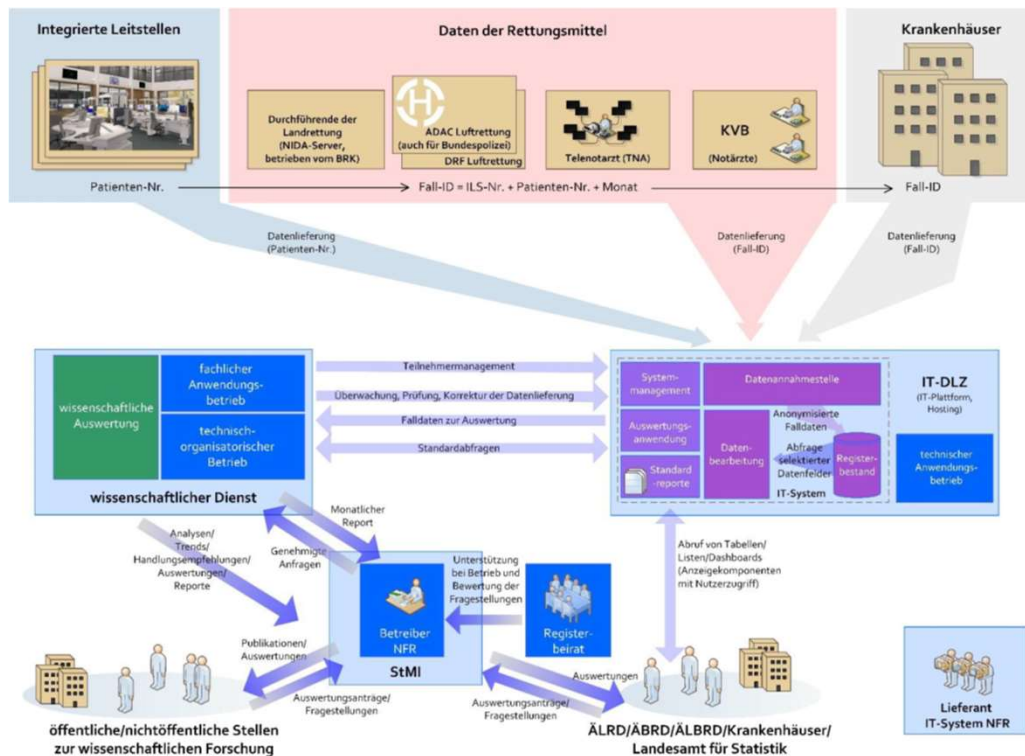 Integrierte Leitstellen
Daten der Rettungsmittel
Krankenhäuser
Durchführende der
Landrettung
(NIDA-Server,
betrieben vom BRK)
H
ADAC Luftrettung
(auch für Bundespolizei)
DRF Luftrettung
Telenotarzt (TNA)
KVB
(Notärzte)
Patienten-Nr.
Fall-ID = ILS-Nr. + Patienten-Nr. + Monat
Fall-ID
Datenlieferung
(Patienten-Nr.)
Datenlieferung
(Fall-ID)
Datenlieferung
(Fall-ID)
wissenschaftliche
Auswertung
fachlicher
Anwendungs-
betrieb
technisch-
organisatorischer
Betrieb
wissenschaftlicher Dienst
Teilnehmermanagement
Überwachung, Prüfung, Korrektur der Datenlieferung
Falldaten zur Auswertung
Standardabfragen
System-
management
Datenannahmestelle
Auswertungs-
anwendung
Standard
-reporte
Daten-
bearbeitung
Anonymisierte
Falldaten
Abfrage
selektierter
Datenfelder
Register-
bestand
IT-System
IT-DLZ
(IT-Plattform,
Hosting)
technischer
Anwendungs-
betrieb
Analysen/
Trends/
Handlungsempfehlungen/
Auswertungen/
Reporte
Monatlicher
Report
Genehmigte
Anfragen
Betreiber
NFR
StMI
Unterstützung
bei Betrieb und
Bewertung der
Fragestellungen
Register-
beirat
Abruf von Tabellen/
Listen/Dashboards
(Anzeigekomponenten
mit Nutzerzugriff)
Publikationen/
Auswertungen
Auswertungsanträge/
Fragestellungen
Auswertungen
Auswertungsanträge/
Fragestellungen
öffentliche/nichtöffentliche Stellen
zur wissenschaftlichen Forschung
ÄLRD/ÄBRD/ÄLBRD/Krankenhäuser/
Landesamt für Statistik
Lieferant
IT-System NFR